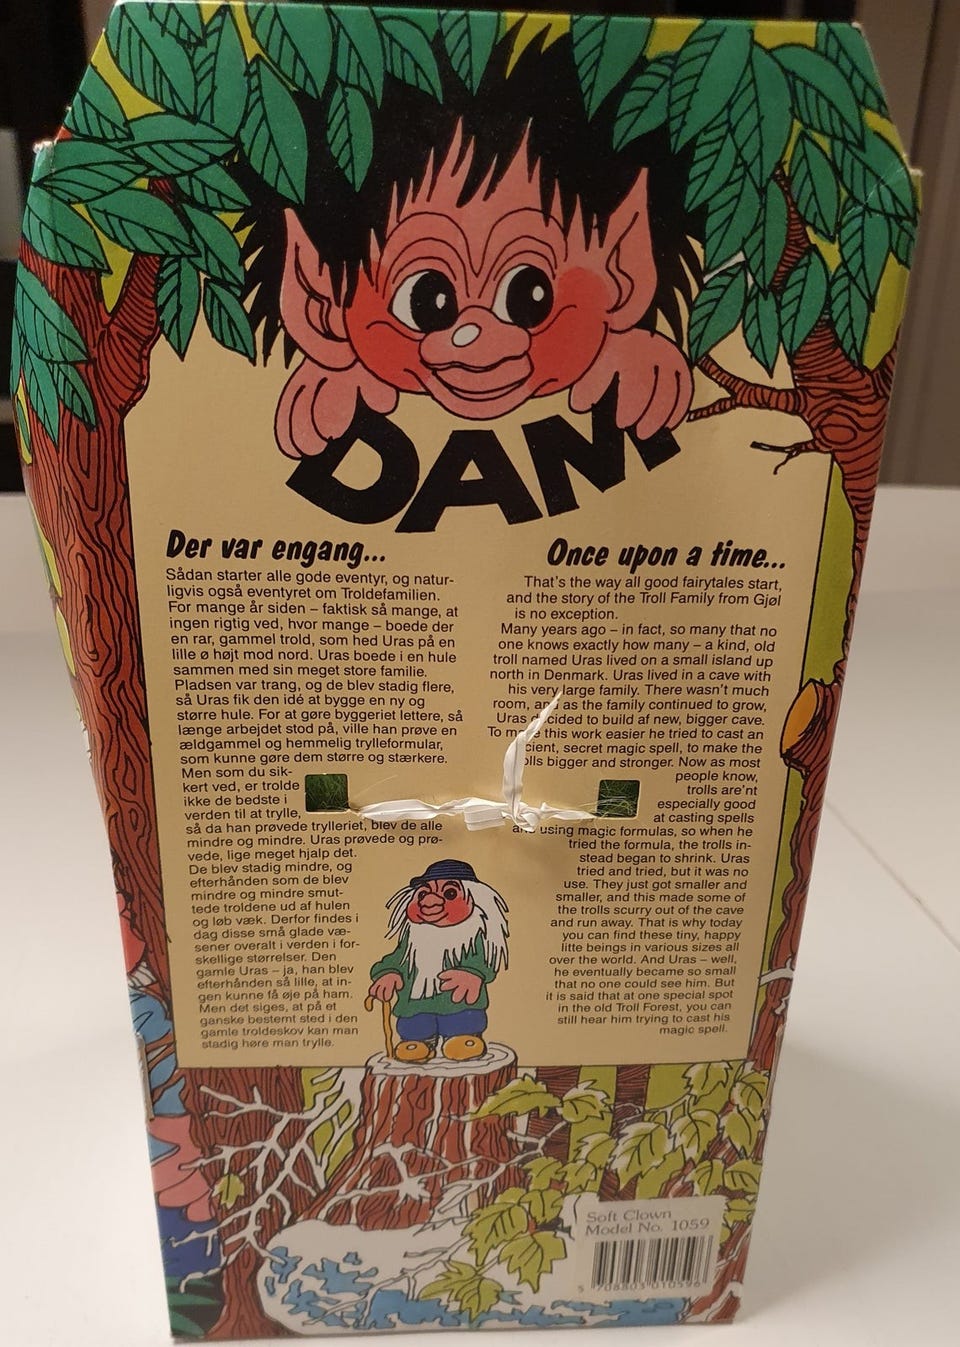 DAM
Der var engang...
Sådan starter alle gode eventyr, og natur-
ligvis også eventyret om Troldefamilien.
For mange år siden – faktisk så mange, at
ingen rigtig ved, hvor mange – boede der
en rar, gammel trold, som hed Uras på en
lille ø højt mod nord. Uras boede i en hule
sammen med sin meget store familie.
Pladsen var trang, og de blev stadig flere,
så Uras fik den idé at bygge en ny og
større hule. For at gøre byggeriet lettere, så
længe arbejdet stod på, ville han prøve en
ældgammel og hemmelig trylleformular,
som kunne gøre dem større og stærkere.
Men som du sik-
kert ved, er trolde
ikke de bedste i
verden til at trylle,
så da han prøvede trylleriet, blev de alle
mindre og mindre. Uras prøvede og prø-
vede, lige meget hjalp det.
De blev stadig mindre, og
efterhånden som de blev
mindre og mindre smut-
tede troldene ud af hulen
og løb væk. Derfor findes i
dag disse små glade væ-
sener overalt i verden i for-
skellige størrelser. Den
gamle Uras – ja, han blev
efterhånden så lille, at in-
gen kunne få øje på ham.
Men det siges, at på et
ganske bestemt sted i den
gamle troldeskov kan man
stadig høre man trylle.
Once upon a time...
That's the way all good fairytales start,
and the story of the Troll Family from Gjøl
is no exception.
Many years ago – in fact, so many that no
one knows exactly how many – a kind, old
troll named Uras lived on a small island up
north in Denmark. Uras lived in a cave with
his very large family. There wasn't much
room, and as the family continued to grow,
Uras decided to build af new, bigger cave.
To make this work easier he tried to cast an
cient, secret magic spell, to make the
olls bigger and stronger. Now as most
people know,
trolls are'nt
especially good
at casting spells
and using magic formulas, so when he
tried the formula, the trolls in-
stead began to shrink. Uras
tried and tried, but it was no
use. They just got smaller and
smaller, and this made some of
the trolls scurry out of the cave
and run away. That is why today
you can find these tiny, happy
litte beings in various sizes all
over the world. And Uras – well,
he eventually became so small
that no one could see him. But
it is said that at one special spot
in the old Troll Forest, you can
still hear him trying to cast his
magic spell.
Soft Clown
Model No. 1059
5 708803 010596